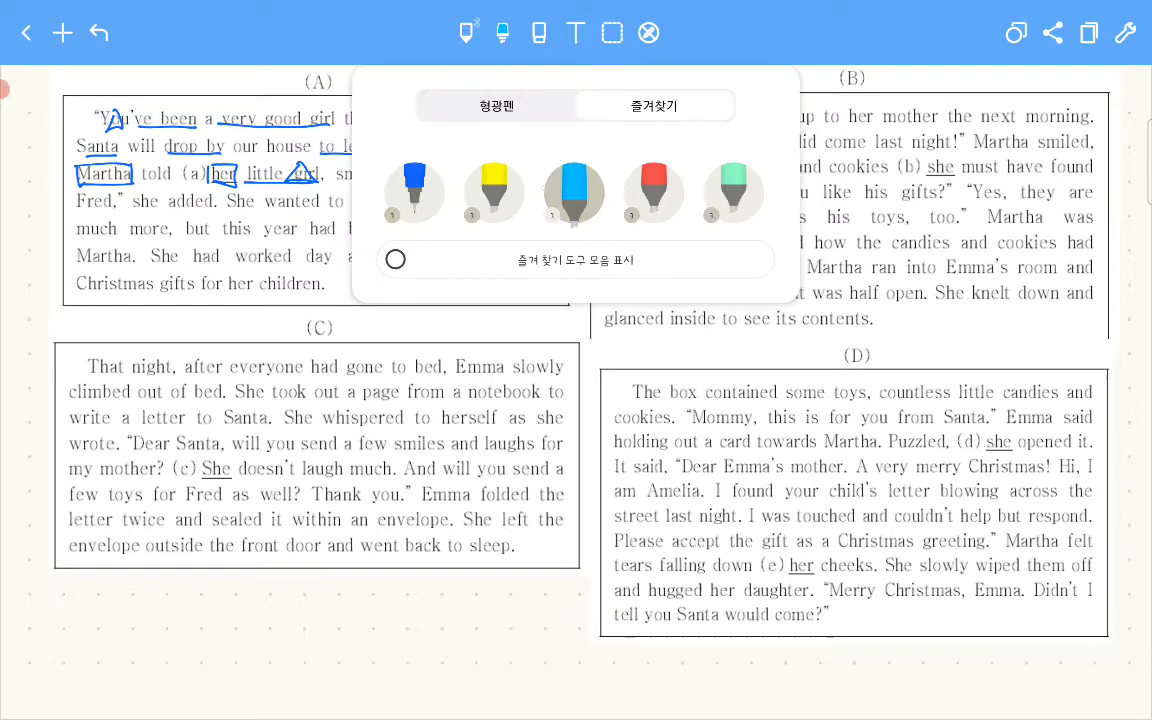 형광펜
즐겨찾기
3
1
1
3
3
즐겨 찾기 도구 모음 표시
(A)
“You’ve been a very good girl
Santa will drop by our house to
Martha told (a) her little girl,
Fred,” she added. She wanted to
much more, but this year had
Martha. She had worked day
Christmas gifts for her children.
(B)
up to her mother the next morning.
come last night!” Martha smiled,
and cookies (b) she must have found
like his gifts?” “Yes, they are
his toys, too.” Martha was
how the candies and cookies had
Martha ran into Emma’s room and
was half open. She knelt down and
glanced inside to see its contents.
(C)
That night, after everyone had gone to bed, Emma slowly
climbed out of bed. She took out a page from a notebook to
write a letter to Santa. She whispered to herself as she
wrote. “Dear Santa, will you send a few smiles and laughs for
my mother? (c) She doesn’t laugh much. And will you send a
few toys for Fred as well? Thank you.” Emma folded the
letter twice and sealed it within an envelope. She left the
envelope outside the front door and went back to sleep.
(D)
The box contained some toys, countless little candies and
cookies. “Mommy, this is for you from Santa.” Emma said
holding out a card towards Martha. Puzzled, (d) she opened it.
It said, “Dear Emma’s mother. A very merry Christmas! Hi, I
am Amelia. I found your child’s letter blowing across the
street last night. I was touched and couldn’t help but respond.
Please accept the gift as a Christmas greeting.” Martha felt
tears falling down (e) her cheeks. She slowly wiped them off
and hugged her daughter. “Merry Christmas, Emma. Didn’t I
tell you Santa would come?”